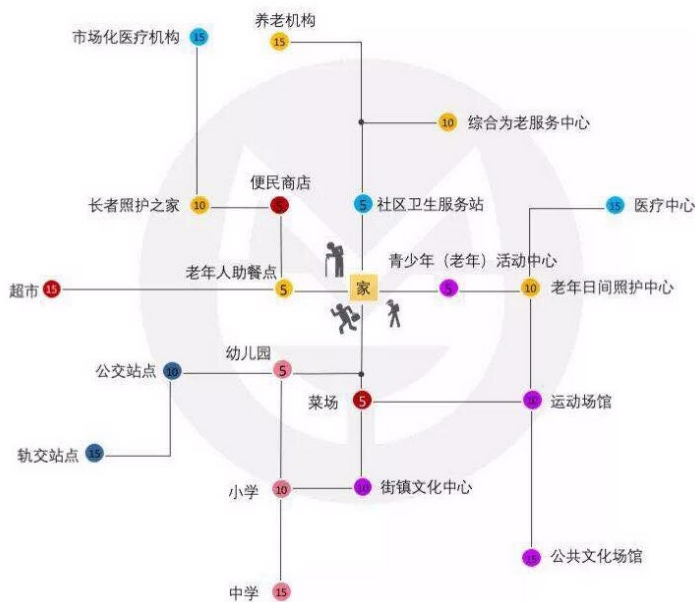 养老机构
15
市场化医疗机构
15
10
综合为老服务中心
便民商店
5
长者照护之家
10
5
社区卫生服务站
15
医疗中心
青少年（老年）活动中心
老年人助餐点
5
家
5
10
老年日间照护中心
超市
15
幼儿园
5
公交站点
10
菜场
5
10
运动场馆
轨交站点
15
小学
10
10
街镇文化中心
15
公共文化场馆
中学
15